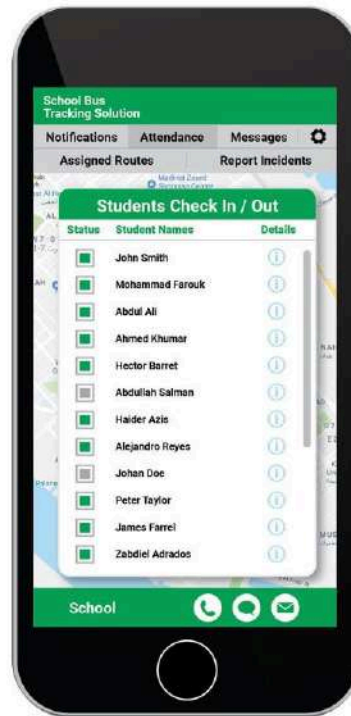 School Bus
Tracking Solution
Notifications Attendance Messages
Assigned Routes Report Incidents
Students Check In / Out
Status Student Names Details
John Smith
Mohammad Farouk
Abdul Ali
Ahmed Khumar
Hector Barret
Abdullah Salman
Haider Azis
Alejandro Reyes
Johan Doe
Peter Taylor
James Farrel
Zabdiel Adrados
School